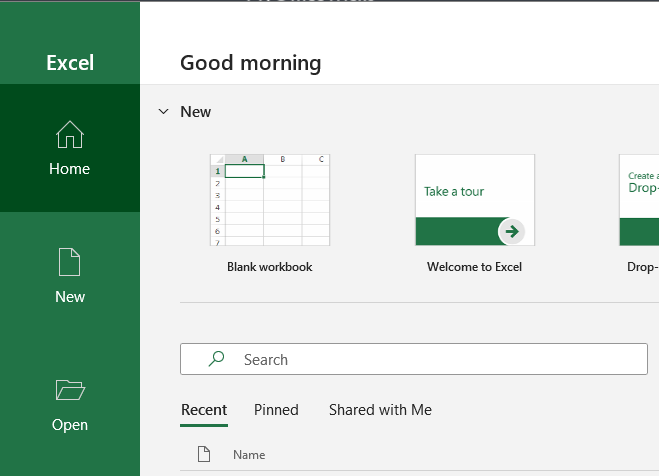 Excel
Good morning
New
Home
A B C
1
2
3
4
5
6
7
Take a tour
Create a
Drop-
Blank workbook
Welcome to Excel
Drop-
New
Search
Open
Recent Pinned Shared with Me
Name